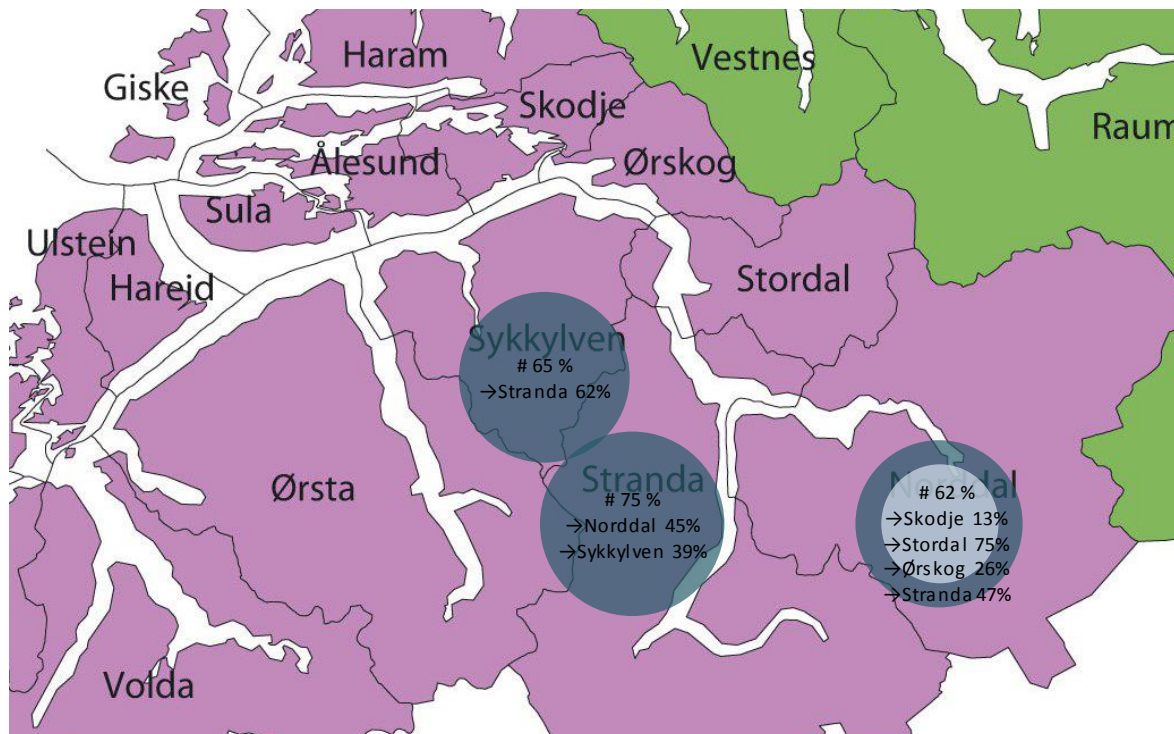 Haram
Vestnes
Giske
Skodje
Raum
Ålesund
Ørskog
Sula
Ulstein
Hareid
Stordal
Sykkylven
# 65 %
→Stranda 62%
Stranda
# 75 %
→Norddal 45%
→Sykkylven 39%
Ørsta
Norddal
# 62 %
→Skodje 13%
→Stordal 75%
→Ørskog 26%
→Stranda 47%
Volda